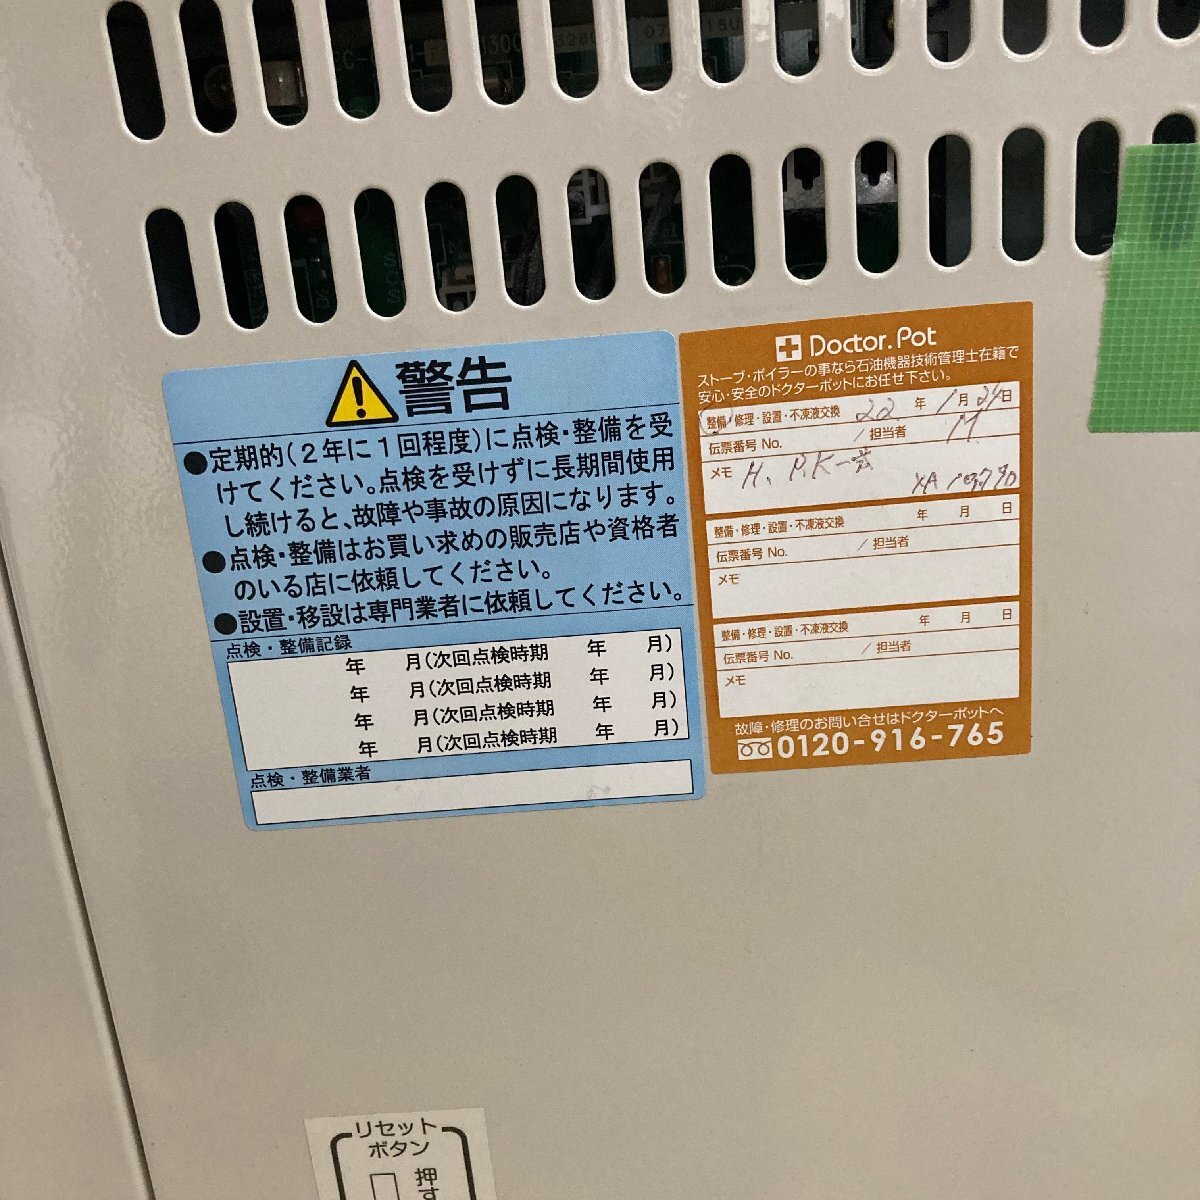 警告
●定期的(2年に1回程度)に点検・整備を受
けてください。点検を受けずに長期間使用
し続けると、故障や事故の原因になります。
●点検・整備はお買い求めの販売店や資格者
のいる店に依頼してください。
●設置・移設は専門業者に依頼してください。
点検・整備記録
年 月(次回点検時期 年 月)
年 月(次回点検時期 年 月)
年 月(次回点検時期 年 月)
年 月(次回点検時期 年 月)
点検・整備業者
Doctor.Pot
ストーブ・ボイラーの事なら石油機器技術管理士在籍で
安心・安全のドクターポットにお任せ下さい。
整備・修理・設置・不凍液交換 22年 1月 24日
伝票番号 No. /担当者 M
メモ H、P.K一式
整備・修理・設置・不凍液交換 年 月 日
伝票番号 No. /担当者
メモ
整備・修理・設置・不凍液交換 年 月 日
伝票番号 No. /担当者
メモ
故障・修理のお問い合せはドクターポットへ
0120-916-765
リセット
ボタン
押す